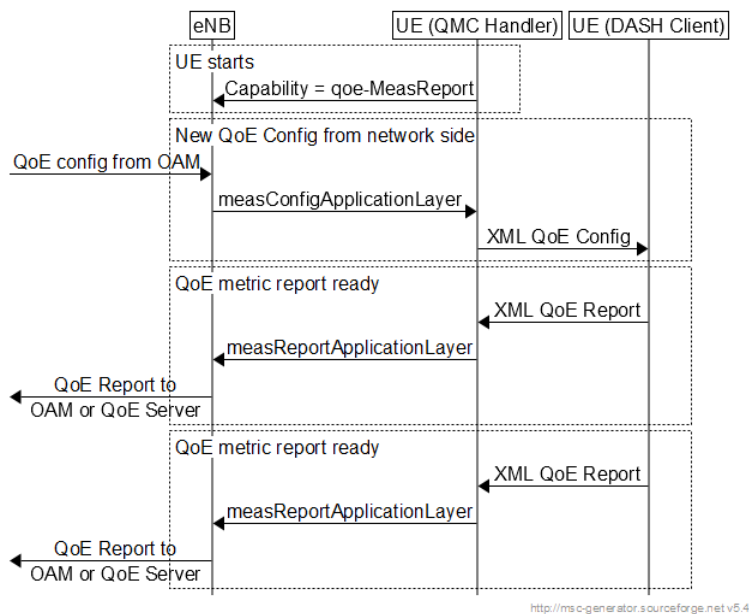 eNB
UE (QMC Handler)
UE (DASH Client)
UE starts
Capability = qoe-MeasReport
New QoE Config from network side
QoE config from OAM
measConfigApplicationLayer
XML QoE Config
QoE metric report ready
XML QoE Report
measReportApplicationLayer
QoE Report to
OAM or QoE Server
QoE metric report ready
XML QoE Report
measReportApplicationLayer
QoE Report to
OAM or QoE Server
http://msc-generator.sourceforge.net v5.4